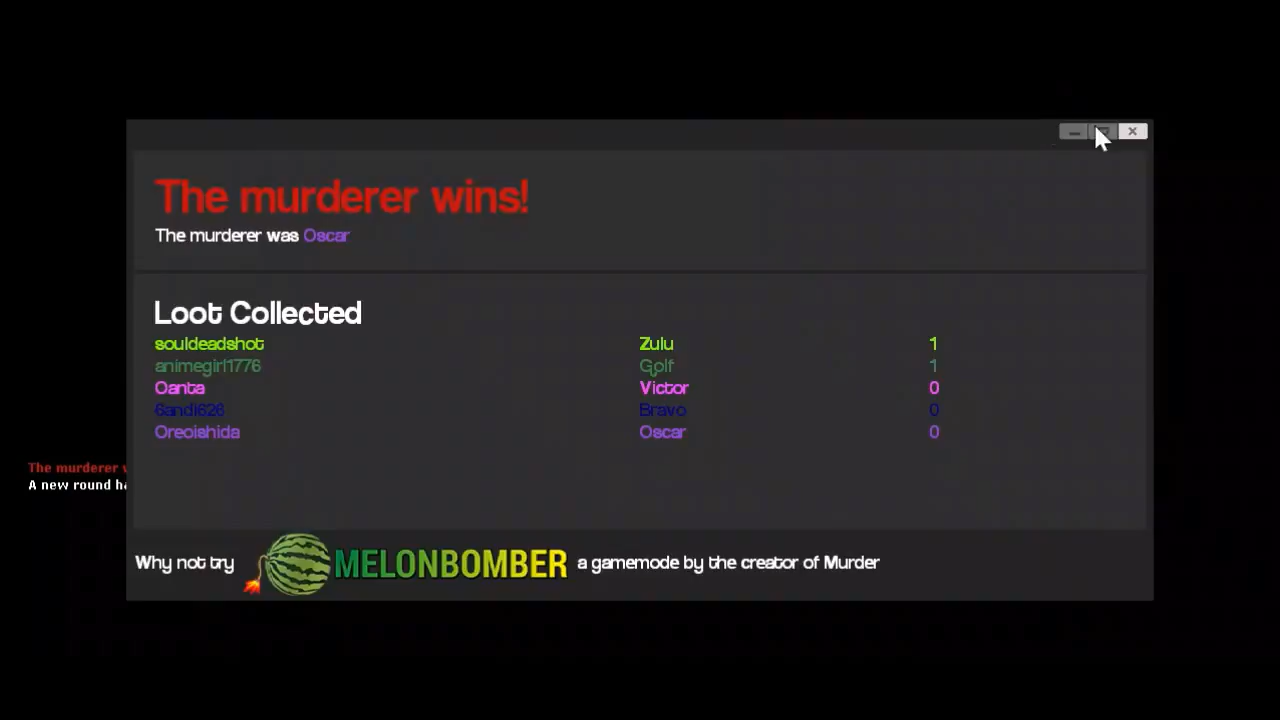 The murderer wins!
The murderer was Oscar
Loot Collected
souldeadshot Zulu 1
animegirl1776 Golf 1
Oanta Victor 0
6andi626 Bravo 0
Oreoishida Oscar 0
The murderer
A new round
Why not try MELONBOMBER a gamemode by the creator of Murder